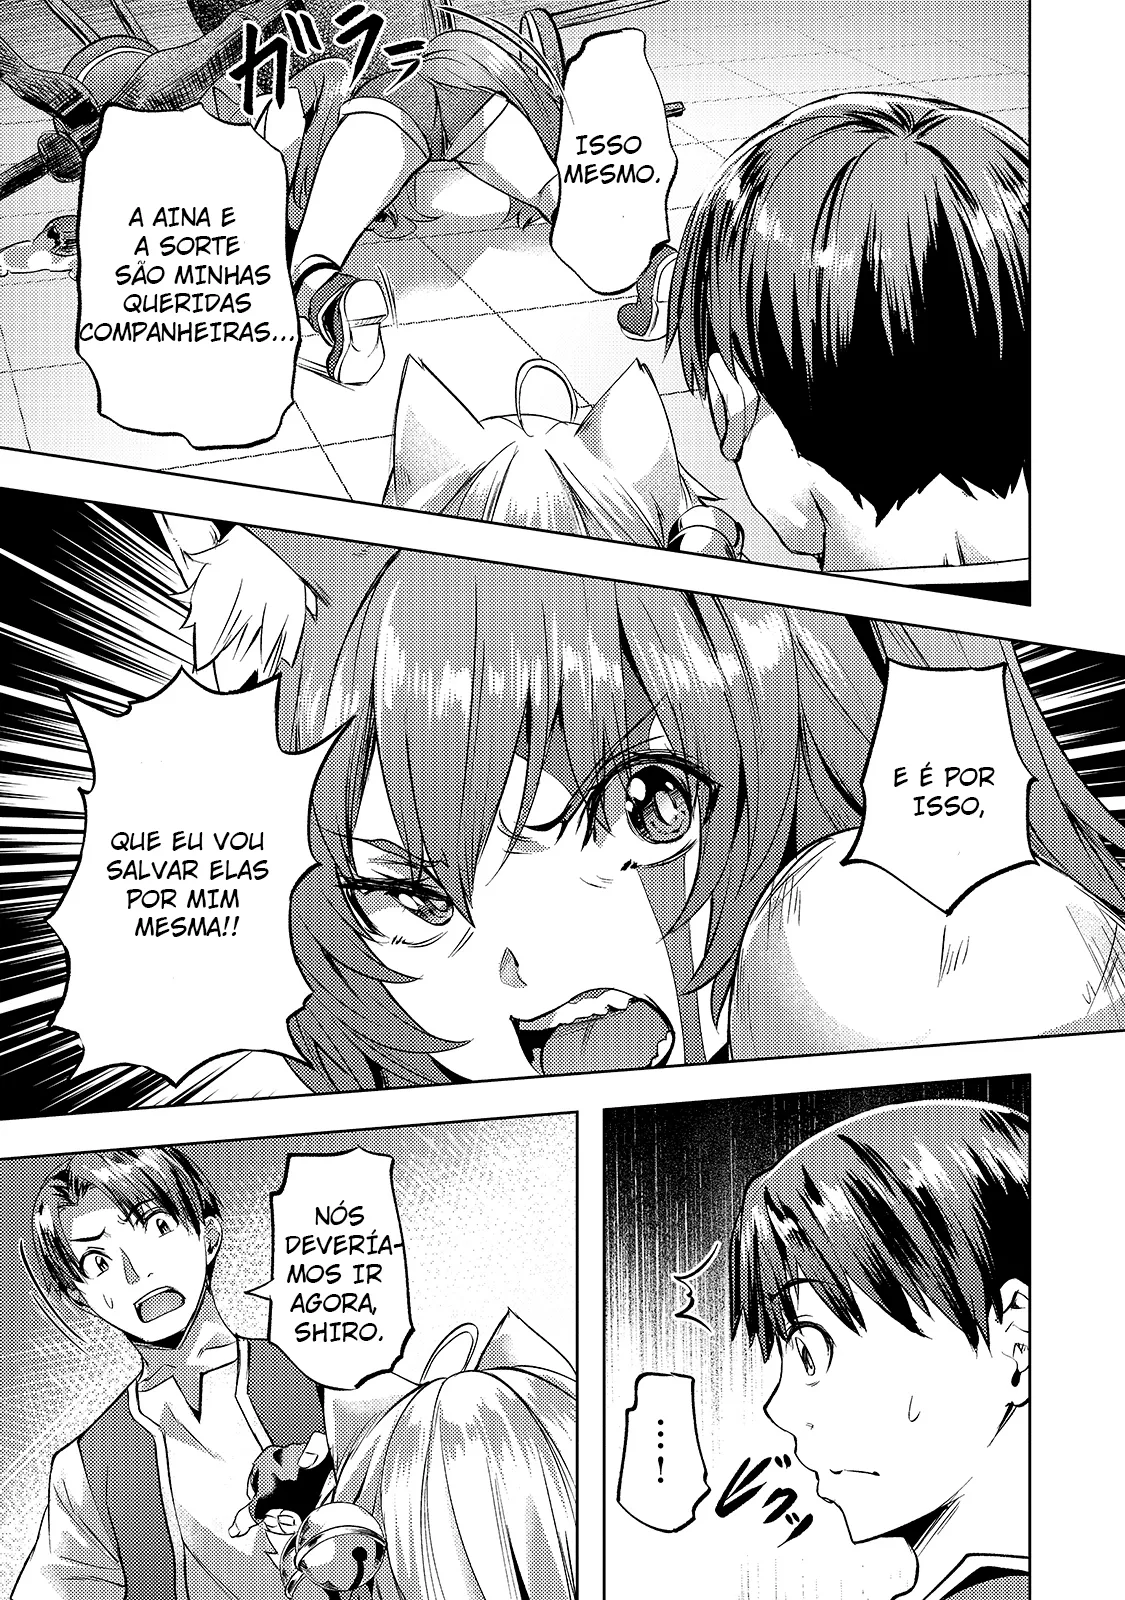 ISSO
MESMO.
ガララ
A AINA E
A SORTE
SÃO MINHAS
QUERIDAS
COMPANHEIRAS...
E É POR
ISSO,
QUE EU VOU
SALVAR ELAS
POR MIM
MESMA!!
...!
ビクッ
NÓS
DEVERÍA-
MOS IR
AGORA,
SHIRO.